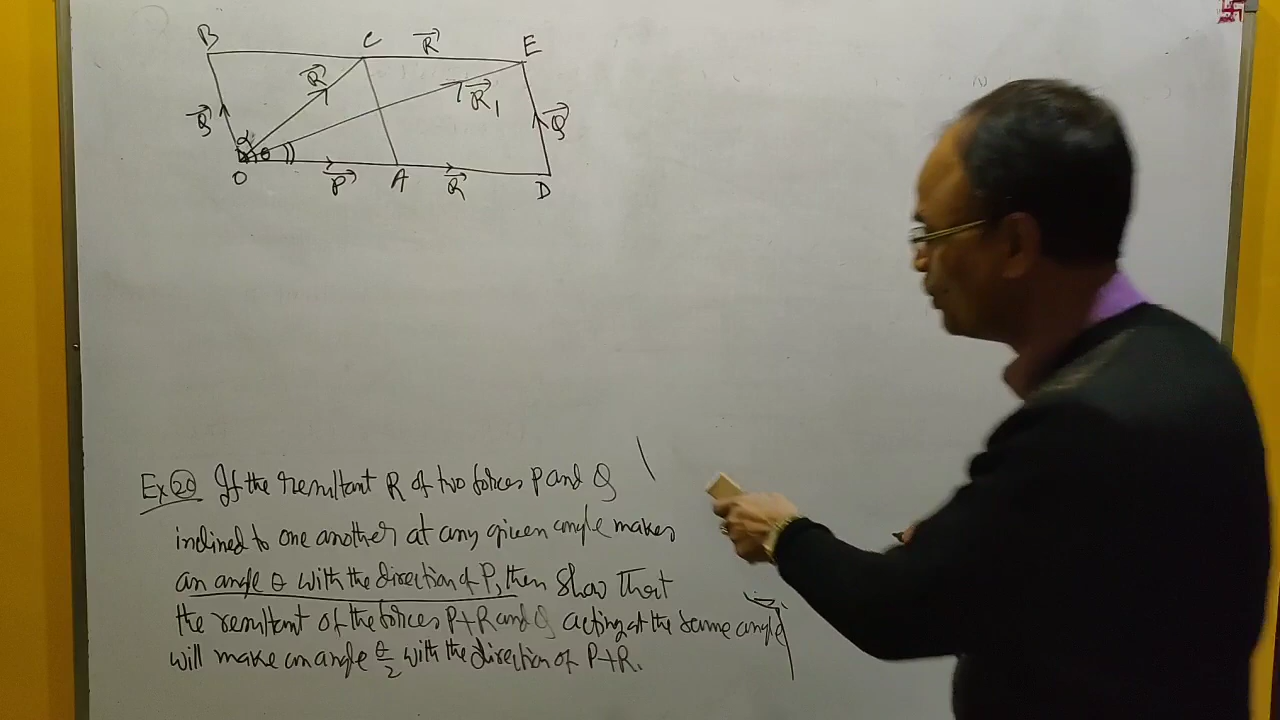 B C R E
R R₁
Q Q
α θ
O P A R D
Ex 20 If the resultant R of two forces P and Q
inclined to one another at any given angle makes
an angle θ with the direction of P, then show that
the resultant of the forces P+R and Q acting at the same angle
will make an angle θ/2 with the direction of P+R.